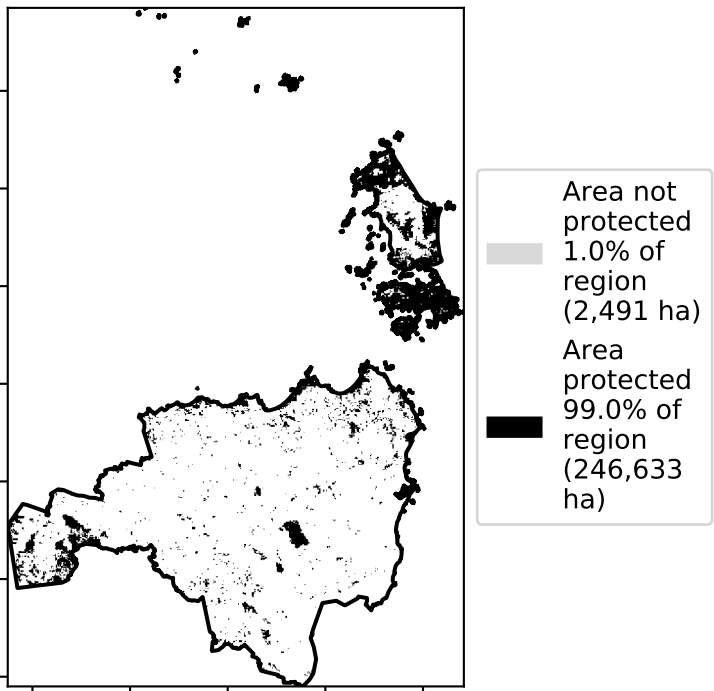 Area not
protected
1.0% of
region
(2,491 ha)
Area
protected
99.0% of
region
(246,633
ha)